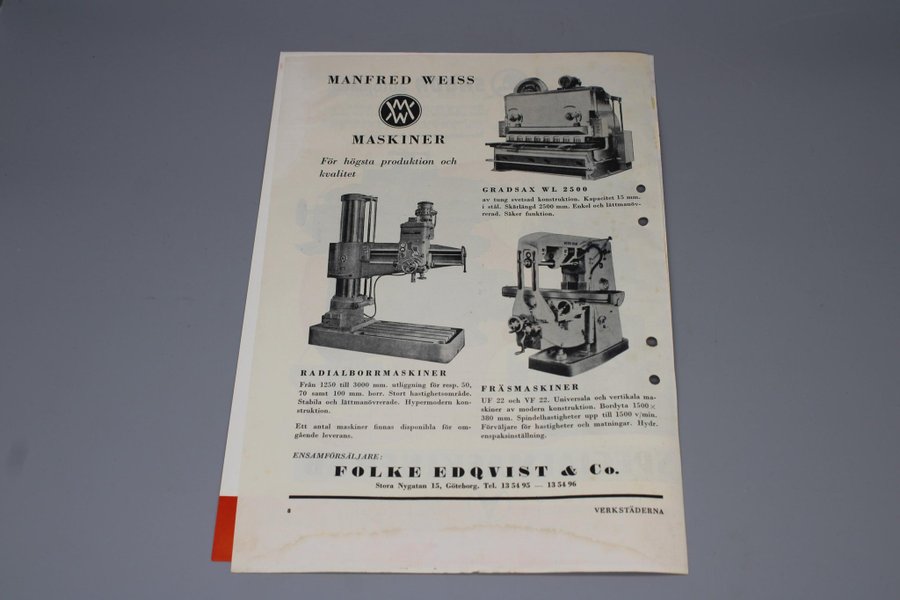 MANFRED WEISS
MW
MASKINER
För högsta produktion och
kvalitet
GRADSAX WL 2500
av tung svetsad konstruktion. Kapacitet 15 mm.
i stål. Skärlängd 2500 mm. Enkel och lättmanöv-
rerad. Säker funktion.
RADIALBORRMASKINER
Från 1250 till 3000 mm. utliggning för resp. 50,
70 samt 100 mm. borr. Stort hastighetsområde.
Stabila och lättmanövrerade. Hypermodern kon-
struktion.
Ett antal maskiner finnas disponibla för om-
gående leverans.
FRÄSMASKINER
UF 22 och VF 22. Universala och vertikala ma-
skiner av modern konstruktion. Bordyta 1500×
380 mm. Spindelhastigheter upp till 1500 v/min.
Förväljare för hastigheter och matningar. Hydr.
enspaksinställning.
ENSAMFÖRSÄLJARE:
FOLKE EDQVIST & Co.
Stora Nygatan 15, Göteborg. Tel. 13 54 95 — 13 54 96
8
VERKSTÄDERNA